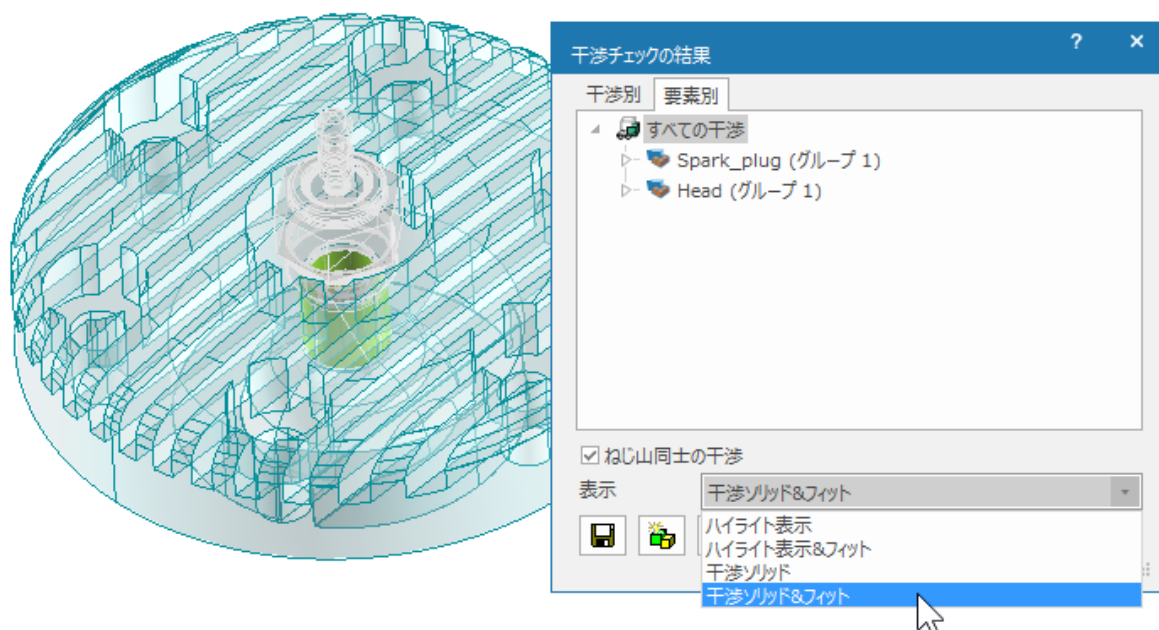 干渉チェックの結果
? ×
干渉別 要素別
すべての干渉
Spark_plug (グループ 1)
Head (グループ 1)
ねじ山同士の干渉
表示 干渉ソリッド&フィット
ハイライト表示
ハイライト表示&フィット
干渉ソリッド
干渉ソリッド&フィット